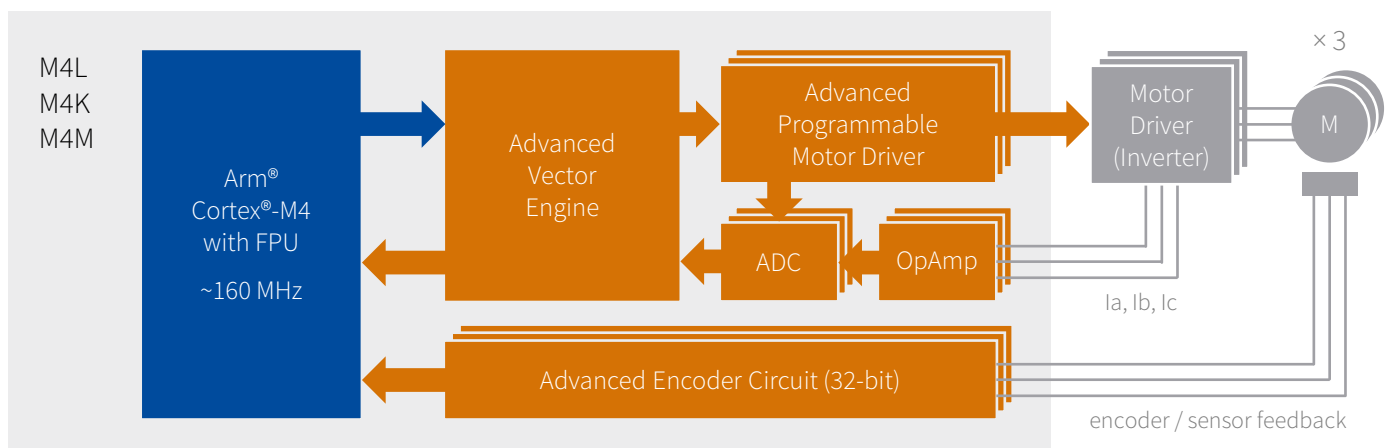 M4L
M4K
M4M
Arm®
Cortex®-M4
with FPU
~160 MHz
Advanced
Vector
Engine
Advanced
Programmable
Motor Driver
ADC
OpAmp
Advanced Encoder Circuit (32-bit)
Motor
Driver
(Inverter)
× 3
M
Ia, Ib, Ic
encoder / sensor feedback